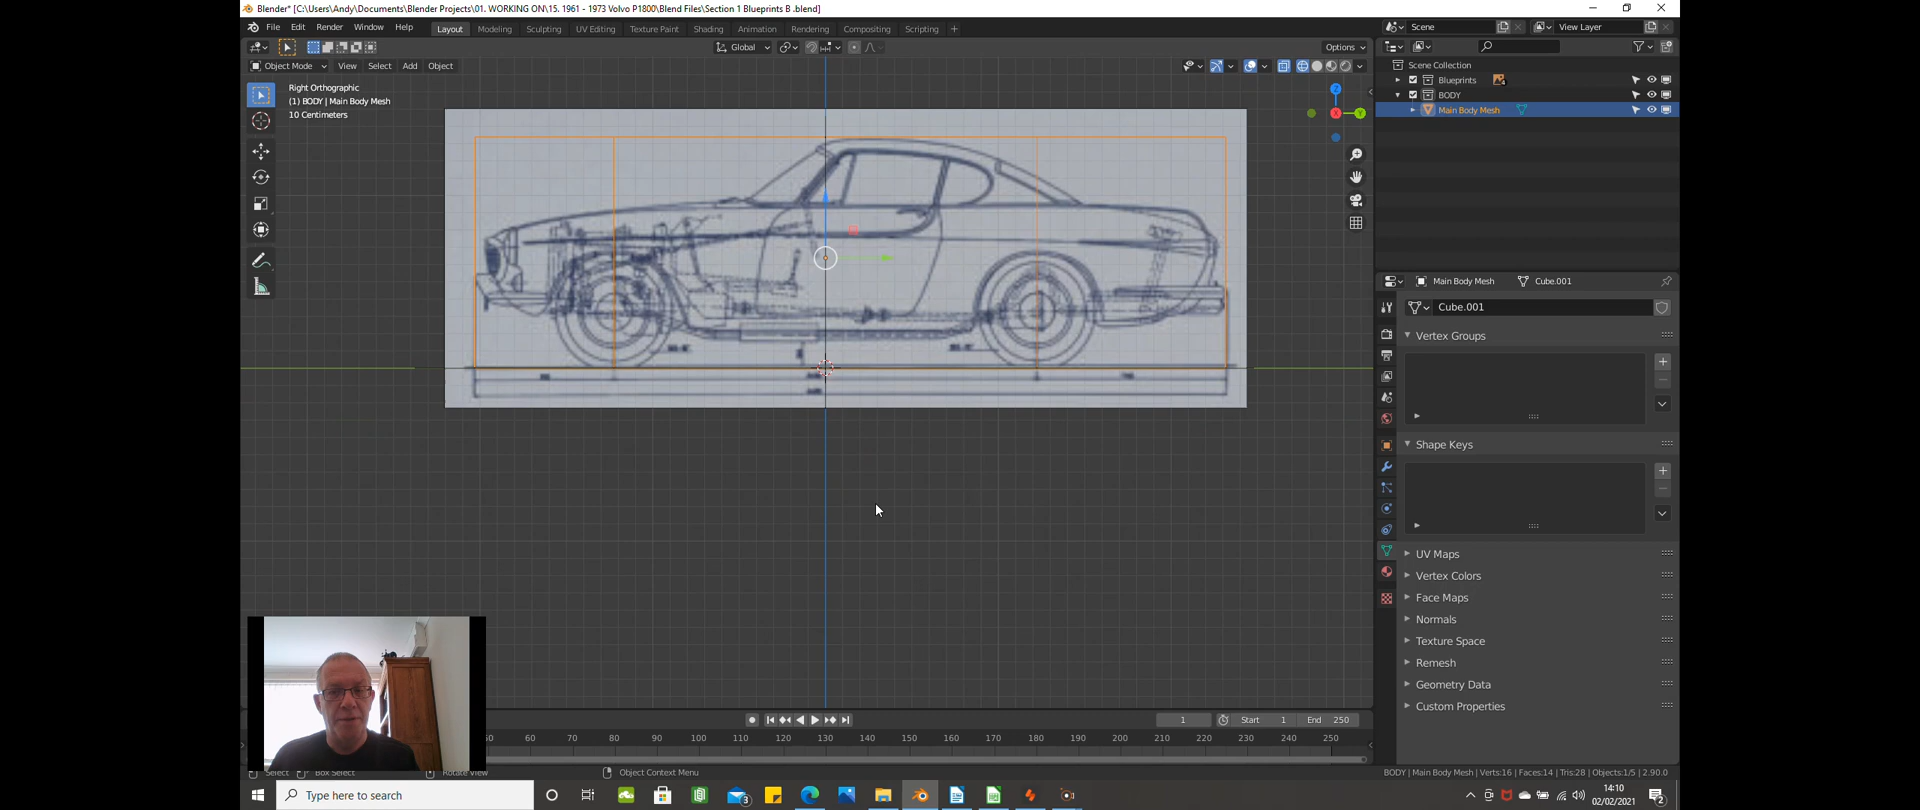 Blender* [C:\Users\Andy\Documents\Blender Projects\01. WORKING ON\15. 1961 - 1973 Volvo P1800\Blend Files\Section 1 Blueprints B .blend]
File Edit Render Window Help Layout Modeling Sculpting UV Editing Texture Paint Shading Animation Rendering Compositing Scripting + Scene View Layer
Global Options
Object Mode View Select Add Object
Scene Collection
Blueprints
BODY
Main Body Mesh
Right Orthographic
(1) BODY | Main Body Mesh
10 Centimeters
Z
X
Y
Main Body Mesh Cube.001
Cube.001
Vertex Groups
Shape Keys
UV Maps
Vertex Colors
Face Maps
Normals
Texture Space
Remesh
Geometry Data
Custom Properties
1 Start 1 End 250
50 60 70 80 90 100 110 120 130 140 150 160 170 180 190 200 210 220 230 240 250
Select Box Select Rotate View Object Context Menu
BODY | Main Body Mesh | Verts:16 | Faces:14 | Tris:28 | Objects:1/5 | 2.90.0
Type here to search
3
14:10
02/02/2021
2